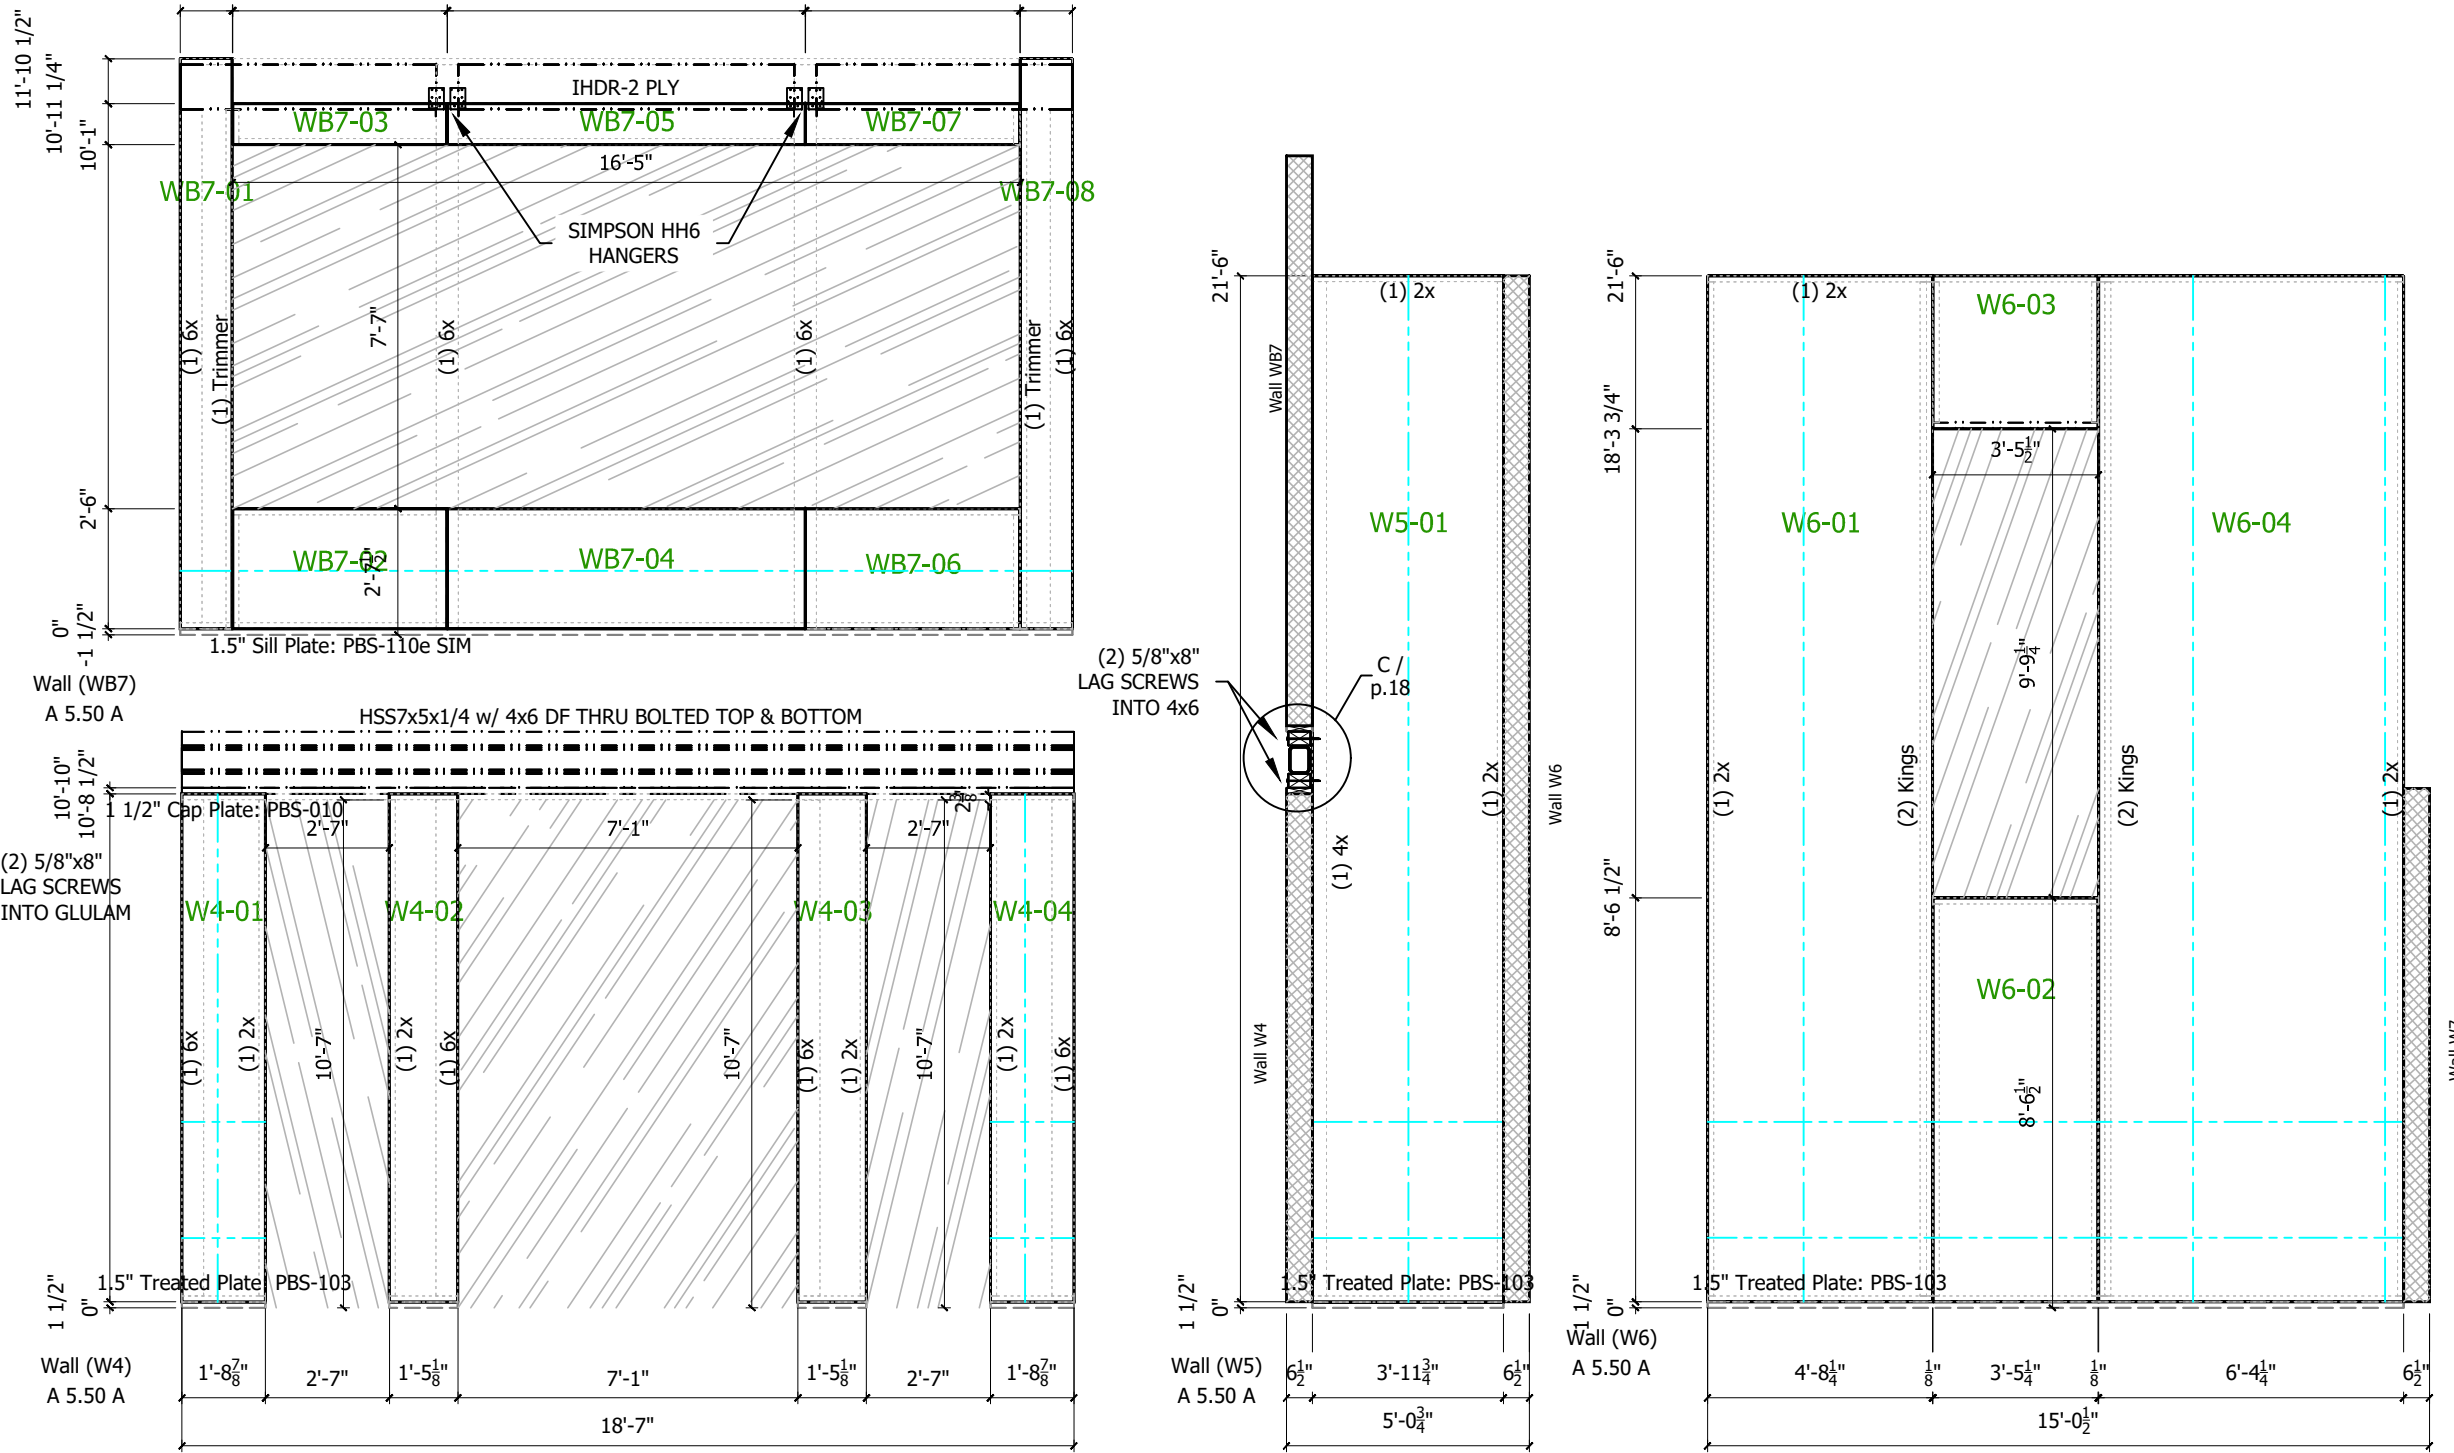 11'-10 1/2"
10'-11 1/4"
10'-1"
2'-6"
0"
-1 1/2"
IHDR-2 PLY
WB7-03
WB7-05
WB7-07
16'-5"
WB7-01
WB7-08
SIMPSON HH6
HANGERS
(1) 6x
(1) Trimmer
7'-7"
(1) 6x
(1) 6x
(1) Trimmer
(1) 6x
WB7-02
WB7-04
WB7-06
2'-7½"
1.5" Sill Plate: PBS-110e SIM
Wall (WB7)
A 5.50 A
HSS7x5x1/4 w/ 4x6 DF THRU BOLTED TOP & BOTTOM
10'-10"
10'-8 1/2"
1 1/2" Cap Plate: PBS-010
2'-7"
7'-1"
2'-7"
2⅜"
(2) 5/8"x8"
LAG SCREWS
INTO GLULAM
W4-01
W4-02
W4-03
W4-04
(1) 6x
(1) 2x
10'-7"
(1) 2x
(1) 6x
10'-7"
(1) 6x
(1) 2x
10'-7"
(1) 2x
(1) 6x
1.5" Treated Plate: PBS-103
1 1/2"
0"
Wall (W4)
A 5.50 A
1'-8⅞"
2'-7"
1'-5⅛"
7'-1"
1'-5⅛"
2'-7"
1'-8⅞"
18'-7"
21'-6"
(1) 2x
Wall WB7
W5-01
(2) 5/8"x8"
LAG SCREWS
INTO 4x6
C /
p.18
(1) 4x
(1) 2x
Wall W6
Wall W4
1.5" Treated Plate: PBS-103
1 1/2"
0"
Wall (W5)
A 5.50 A
6½"
3'-11¾"
6½"
5'-0¾"
21'-6"
18'-3 3/4"
8'-6 1/2"
(1) 2x
W6-03
3'-5½"
W6-01
W6-04
9'-9¼"
(1) 2x
(2) Kings
(2) Kings
(1) 2x
W6-02
8'-6½"
Wall W7
1.5" Treated Plate: PBS-103
1 1/2"
0"
Wall (W6)
A 5.50 A
4'-8¼"
⅛"
3'-5¼"
⅛"
6'-4¼"
6½"
15'-0½"